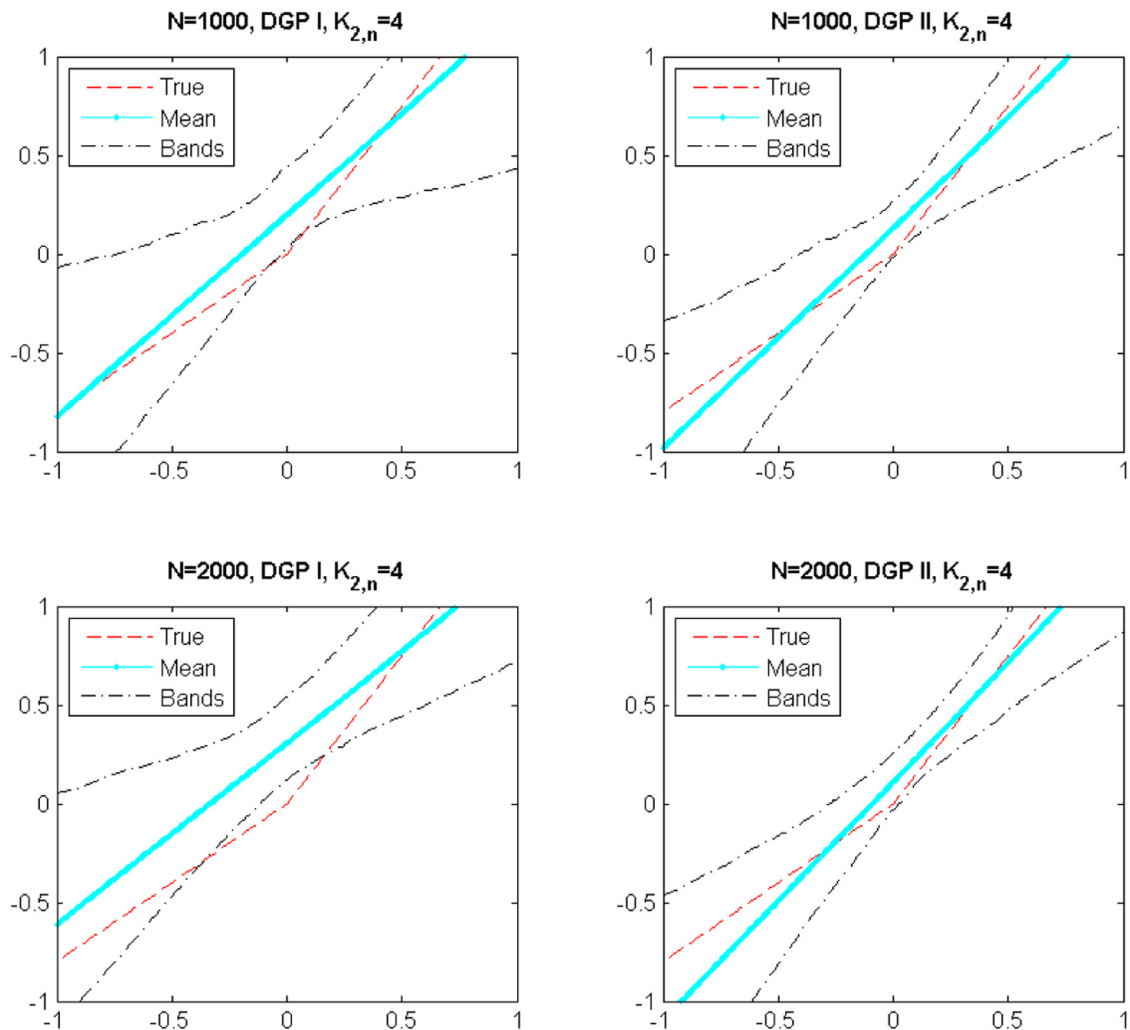 N=1000, DGP I, K2,n=4
True
Mean
Bands
1
0.5
0
-0.5
-1
-1 -0.5 0 0.5 1
N=1000, DGP II, K2,n=4
True
Mean
Bands
1
0.5
0
-0.5
-1
-1 -0.5 0 0.5 1
N=2000, DGP I, K2,n=4
True
Mean
Bands
1
0.5
0
-0.5
-1
-1 -0.5 0 0.5 1
N=2000, DGP II, K2,n=4
True
Mean
Bands
1
0.5
0
-0.5
-1
-1 -0.5 0 0.5 1